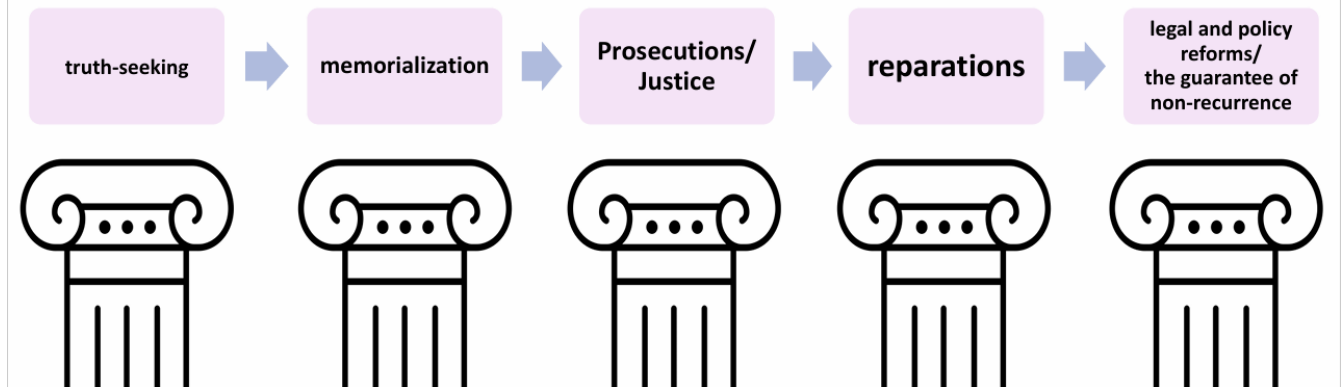 truth-seeking
memorialization
Prosecutions/
Justice
reparations
legal and policy
reforms/
the guarantee of
non-recurrence